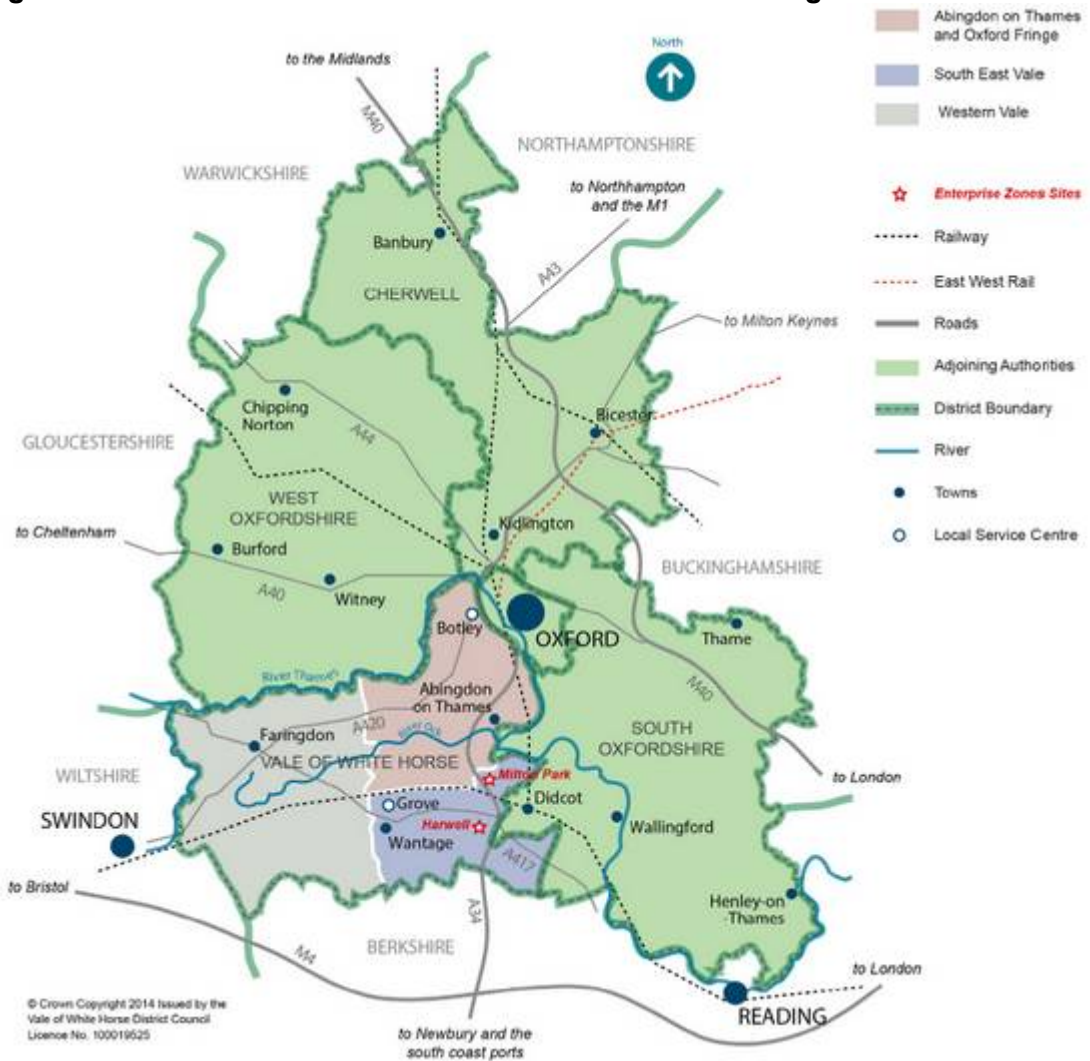 Abingdon on Thames
and Oxford Fringe
South East Vale
Western Vale
Enterprise Zones Sites
Railway
East West Rail
Roads
Adjoining Authorities
District Boundary
River
Towns
Local Service Centre
North
to the Midlands
M40
NORTHAMPTONSHIRE
WARWICKSHIRE
to Northhampton
and the M1
Banbury
A43
CHERWELL
to Milton Keynes
Chipping
Norton
A44
Bicester
GLOUCESTERSHIRE
WEST
OXFORDSHIRE
Kidlington
to Cheltenham
Burford
A40
Witney
BUCKINGHAMSHIRE
Botley
OXFORD
Thame
River Thames
M40
Abingdon
on Thames
A420
River Ock
Faringdon
SOUTH
OXFORDSHIRE
VALE OF WHITE HORSE
WILTSHIRE
Milton Park
to London
Grove
Didcot
SWINDON
Harwell
Wallingford
Wantage
A417
to Bristol
A34
Henley-on
-Thames
BERKSHIRE
M4
to London
READING
© Crown Copyright 2014 Issued by the
Vale of White Horse District Council
Licence No. 100019525
to Newbury and the
south coast ports